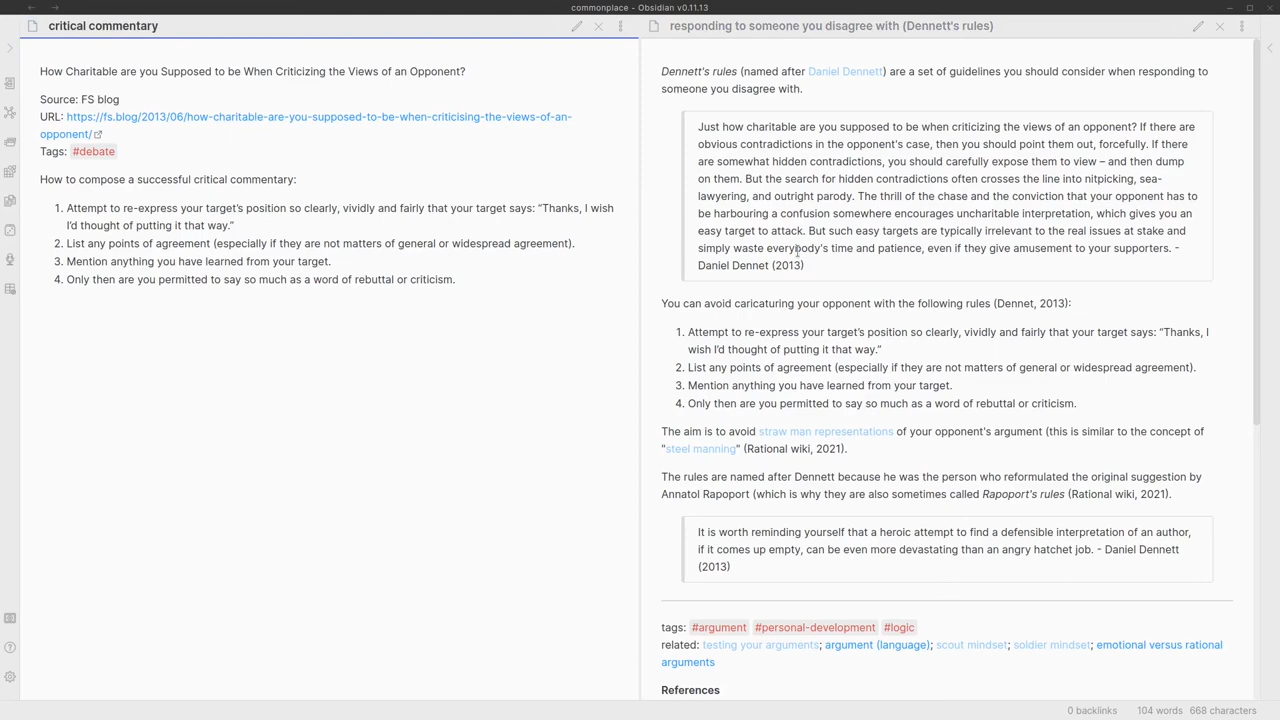 commonplace - Obsidian v0.11.13
critical commentary
How Charitable are you Supposed to be When Criticizing the Views of an Opponent?
Source: FS blog
URL: https://fs.blog/2013/06/how-charitable-are-you-supposed-to-be-when-criticising-the-views-of-an-
opponent/
Tags: #debate
How to compose a successful critical commentary:
1. Attempt to re-express your target’s position so clearly, vividly and fairly that your target says: “Thanks, I wish
I’d thought of putting it that way.”
2. List any points of agreement (especially if they are not matters of general or widespread agreement).
3. Mention anything you have learned from your target.
4. Only then are you permitted to say so much as a word of rebuttal or criticism.
responding to someone you disagree with (Dennett's rules)
Dennett's rules (named after Daniel Dennett) are a set of guidelines you should consider when responding to
someone you disagree with.
Just how charitable are you supposed to be when criticizing the views of an opponent? If there are
obvious contradictions in the opponent's case, then you should point them out, forcefully. If there
are somewhat hidden contradictions, you should carefully expose them to view – and then dump
on them. But the search for hidden contradictions often crosses the line into nitpicking, sea-
lawyering, and outright parody. The thrill of the chase and the conviction that your opponent has to
be harbouring a confusion somewhere encourages uncharitable interpretation, which gives you an
easy target to attack. But such easy targets are typically irrelevant to the real issues at stake and
simply waste everybody's time and patience, even if they give amusement to your supporters. -
Daniel Dennet (2013)
You can avoid caricaturing your opponent with the following rules (Dennet, 2013):
1. Attempt to re-express your target’s position so clearly, vividly and fairly that your target says: “Thanks, I
wish I’d thought of putting it that way.”
2. List any points of agreement (especially if they are not matters of general or widespread agreement).
3. Mention anything you have learned from your target.
4. Only then are you permitted to say so much as a word of rebuttal or criticism.
The aim is to avoid straw man representations of your opponent's argument (this is similar to the concept of
"steel manning" (Rational wiki, 2021).
The rules are named after Dennett because he was the person who reformulated the original suggestion by
Annatol Rapoport (which is why they are also sometimes called Rapoport's rules (Rational wiki, 2021).
It is worth reminding yourself that a heroic attempt to find a defensible interpretation of an author,
if it comes up empty, can be even more devastating than an angry hatchet job. - Daniel Dennett
(2013)
tags: #argument #personal-development #logic
related: testing your arguments; argument (language); scout mindset; soldier mindset; emotional versus rational
arguments
References
0 backlinks 104 words 668 characters